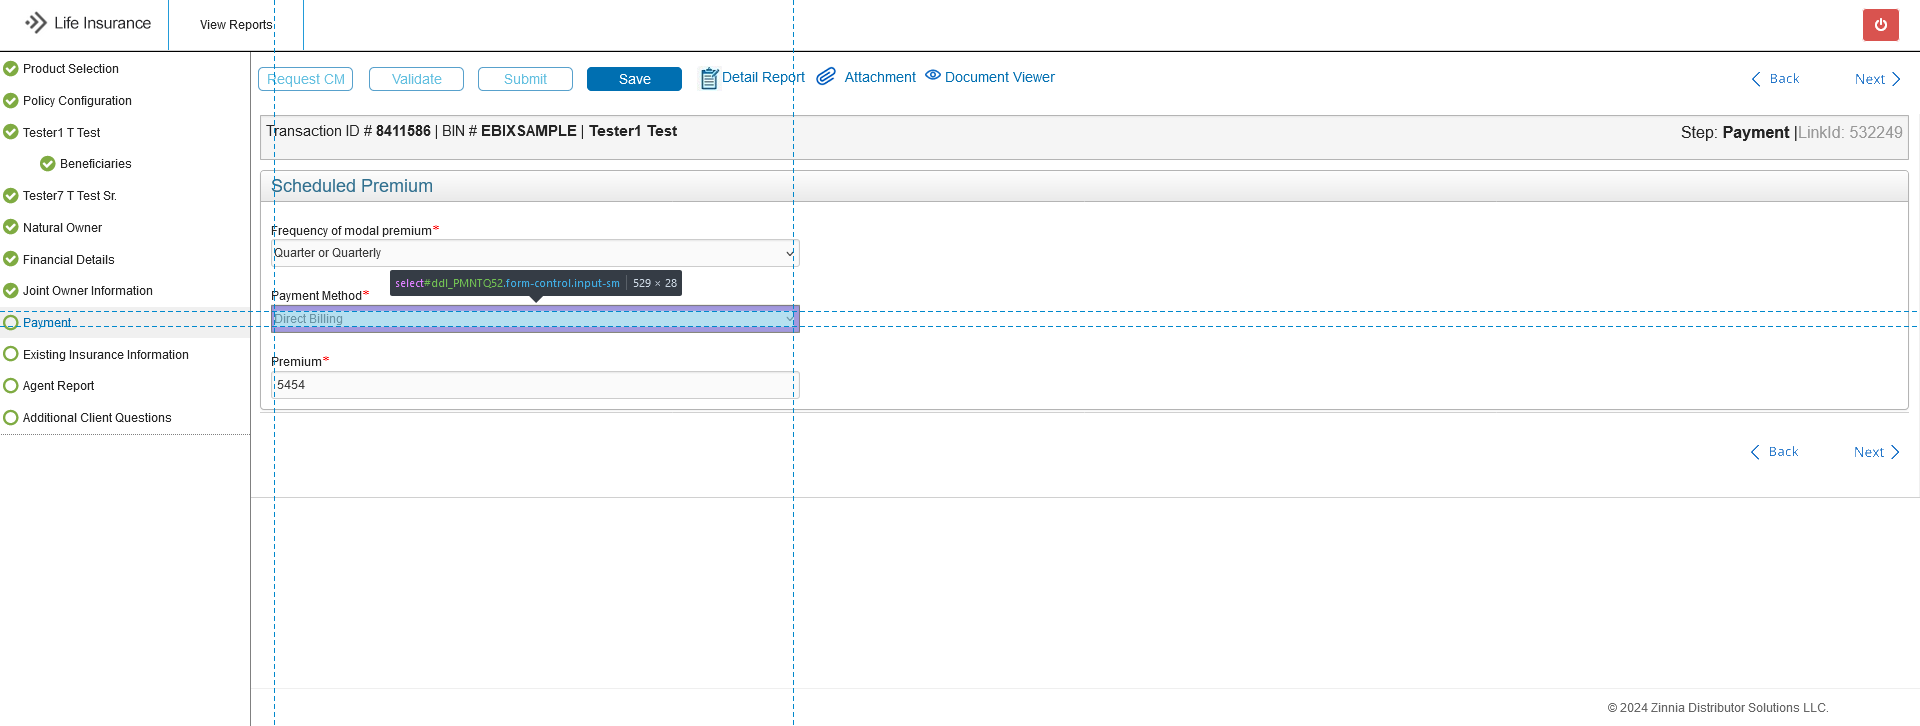 Life Insurance
View Reports
Product Selection
Policy Configuration
Tester1 T Test
Beneficiaries
Tester7 T Test Sr.
Natural Owner
Financial Details
Joint Owner Information
Payment
Existing Insurance Information
Agent Report
Additional Client Questions
Request CM
Validate
Submit
Save
Detail Report
Attachment
Document Viewer
Back
Next
Transaction ID # 8411586 | BIN # EBIXSAMPLE | Tester1 Test
Step: Payment |LinkId: 532249
Scheduled Premium
Frequency of modal premium*
Quarter or Quarterly
select#ddl_PMNTQ52.form-control.input-sm 529 × 28
Payment Method*
Direct Billing
Premium*
5454
Back
Next
© 2024 Zinnia Distributor Solutions LLC.